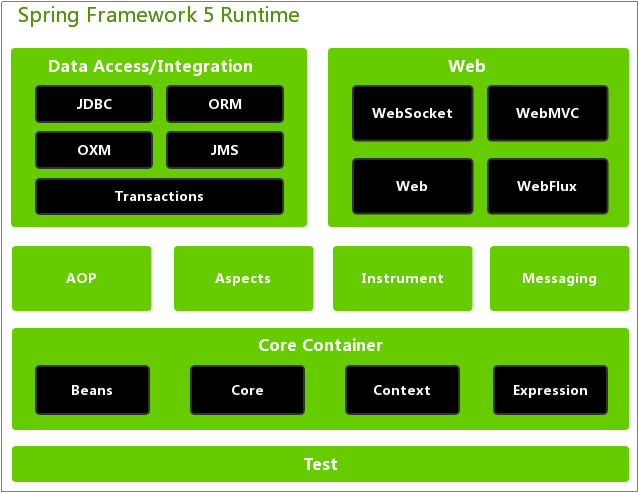 Spring Framework 5 Runtime
Data Access/Integration
JDBC
ORM
OXM
JMS
Transactions
Web
WebSocket
WebMVC
Web
WebFlux
AOP
Aspects
Instrument
Messaging
Core Container
Beans
Core
Context
Expression
Test